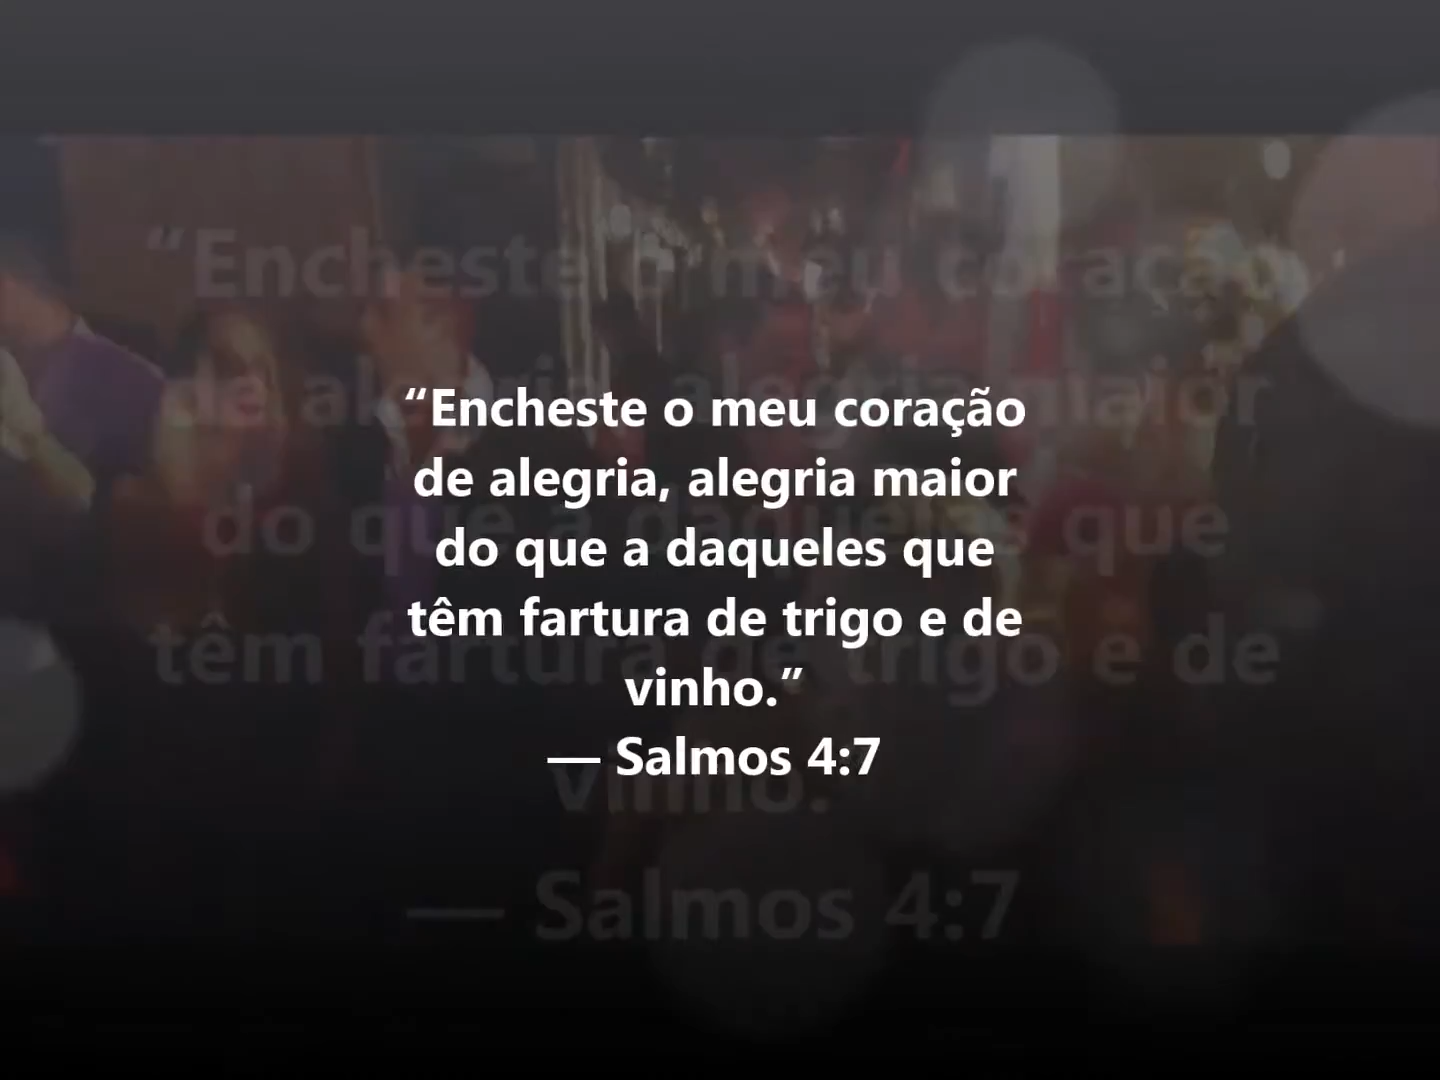 “Encheste o meu coração
de alegria, alegria maior
do que a daqueles que
têm fartura de trigo e de
vinho.”
— Salmos 4:7